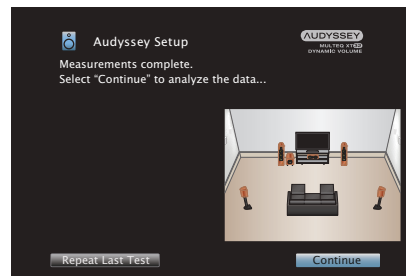 Audyssey Setup
AUDYSSEY
MULTEQ XT32
DYNAMIC VOLUME
Measurements complete.
Select “Continue” to analyze the data...
Repeat Last Test
Continue